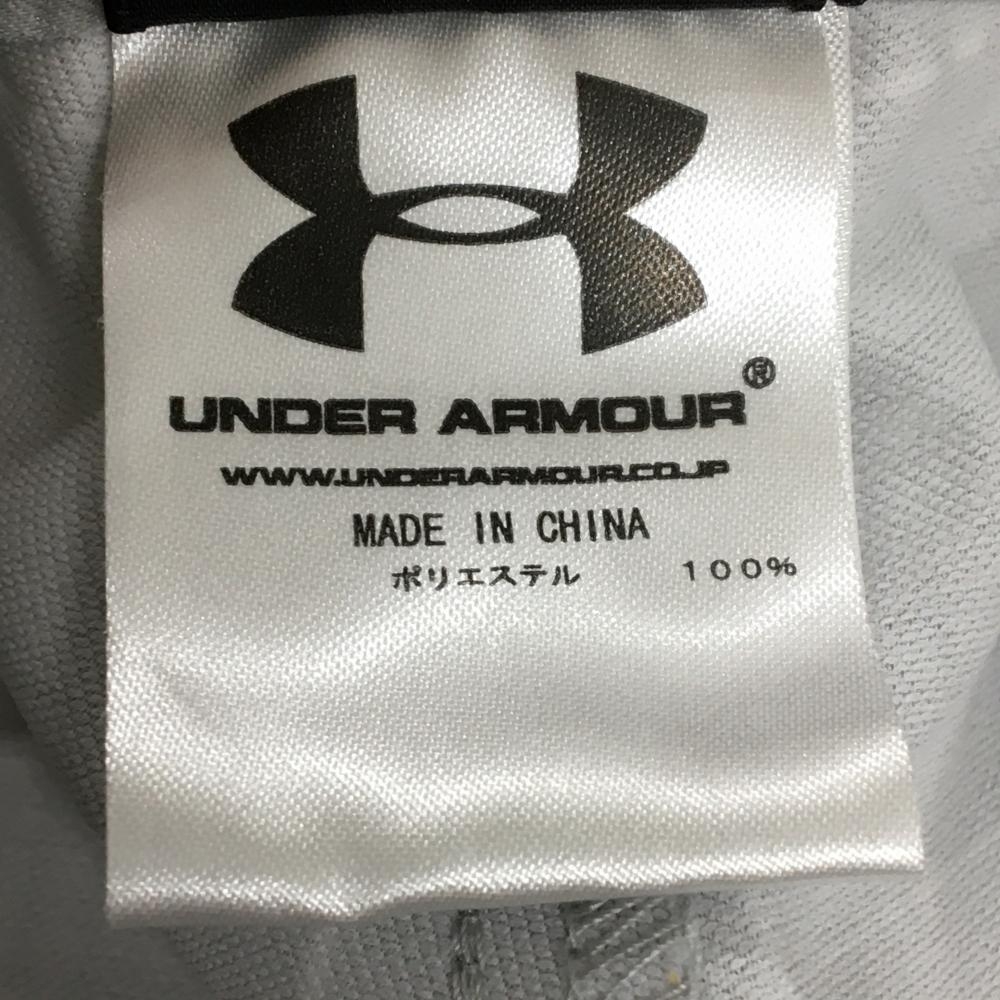 UNDER ARMOUR®
WWW.UNDERARMOUR.CO.JP
MADE IN CHINA
ポリエステル 100%